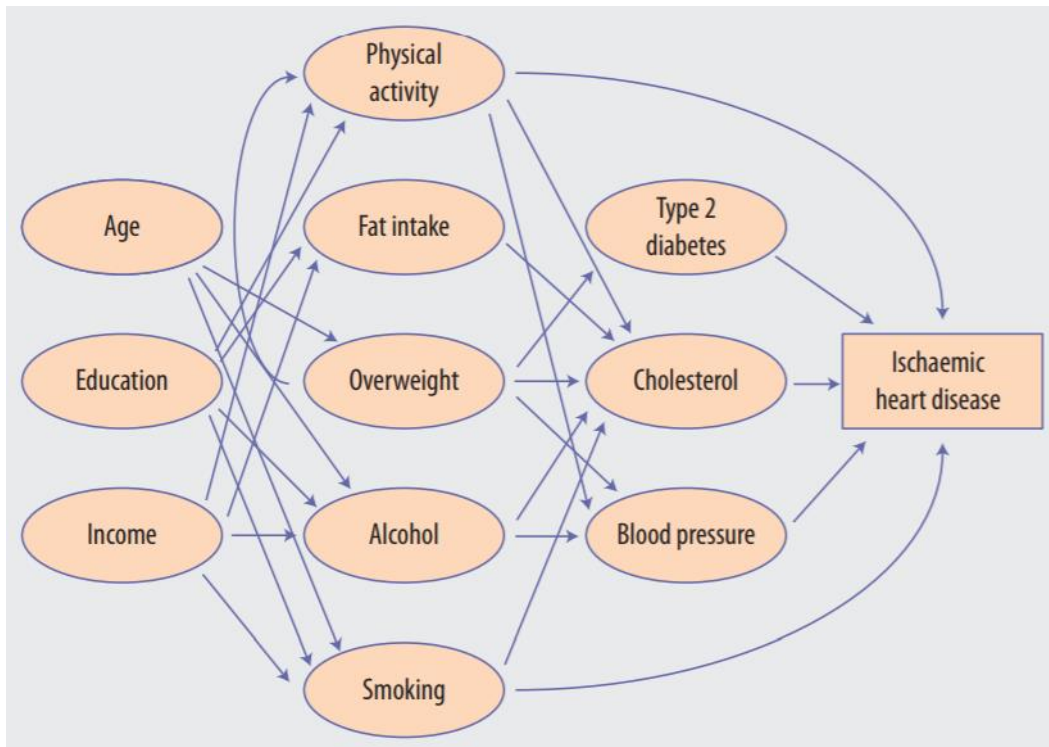 Physical
activity
Age
Fat intake
Type 2
diabetes
Education
Overweight
Cholesterol
Ischaemic
heart disease
Income
Alcohol
Blood pressure
Smoking